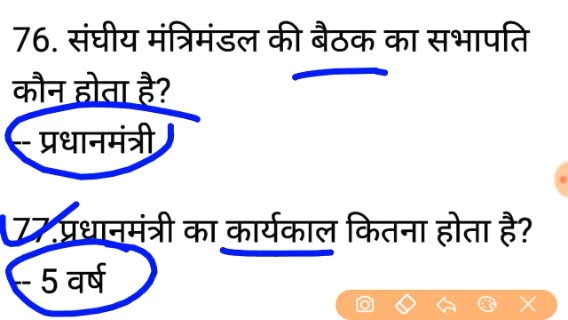 76. संघीय मंत्रिमंडल की बैठक का सभापति
कौन होता है?
-- प्रधानमंत्री
77.प्रधानमंत्री का कार्यकाल कितना होता है?
-- 5 वर्ष